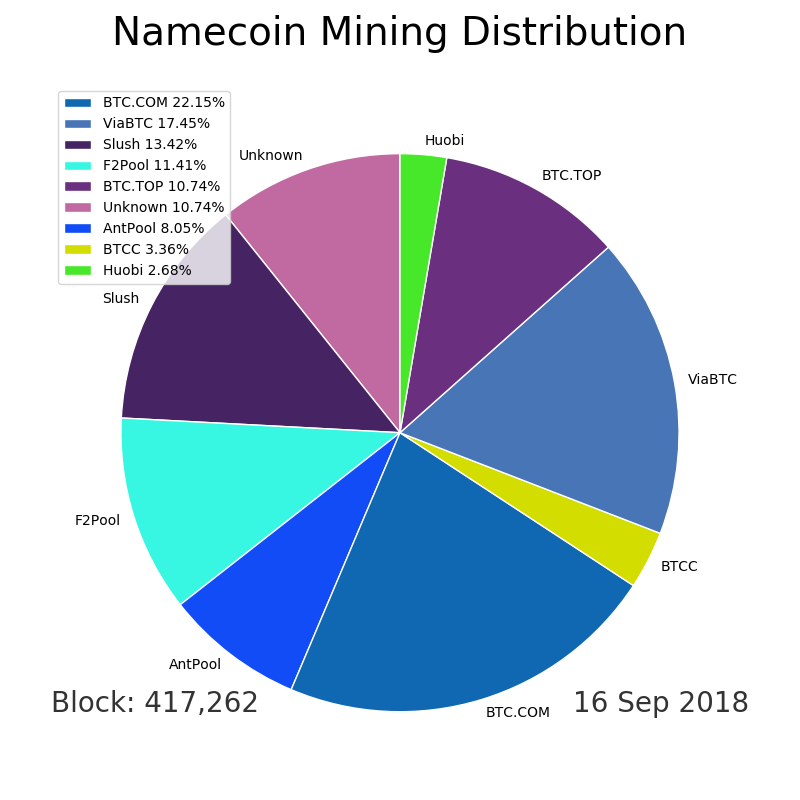 Namecoin Mining Distribution
BTC.COM 22.15%
ViaBTC 17.45%
Slush 13.42%
F2Pool 11.41%
BTC.TOP 10.74%
Unknown 10.74%
AntPool 8.05%
BTCC 3.36%
Huobi 2.68%
Huobi
Unknown
BTC.TOP
Slush
ViaBTC
F2Pool
BTCC
AntPool
BTC.COM
Block: 417,262
16 Sep 2018